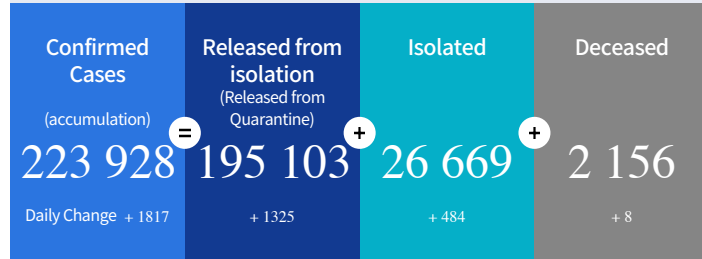 Confirmed
Cases
(accumulation)
223 928
Daily Change + 1817
=
Released from
isolation
(Released from
Quarantine)
195 103
+ 1325
+
Isolated
26 669
+ 484
+
Deceased
2 156
+ 8